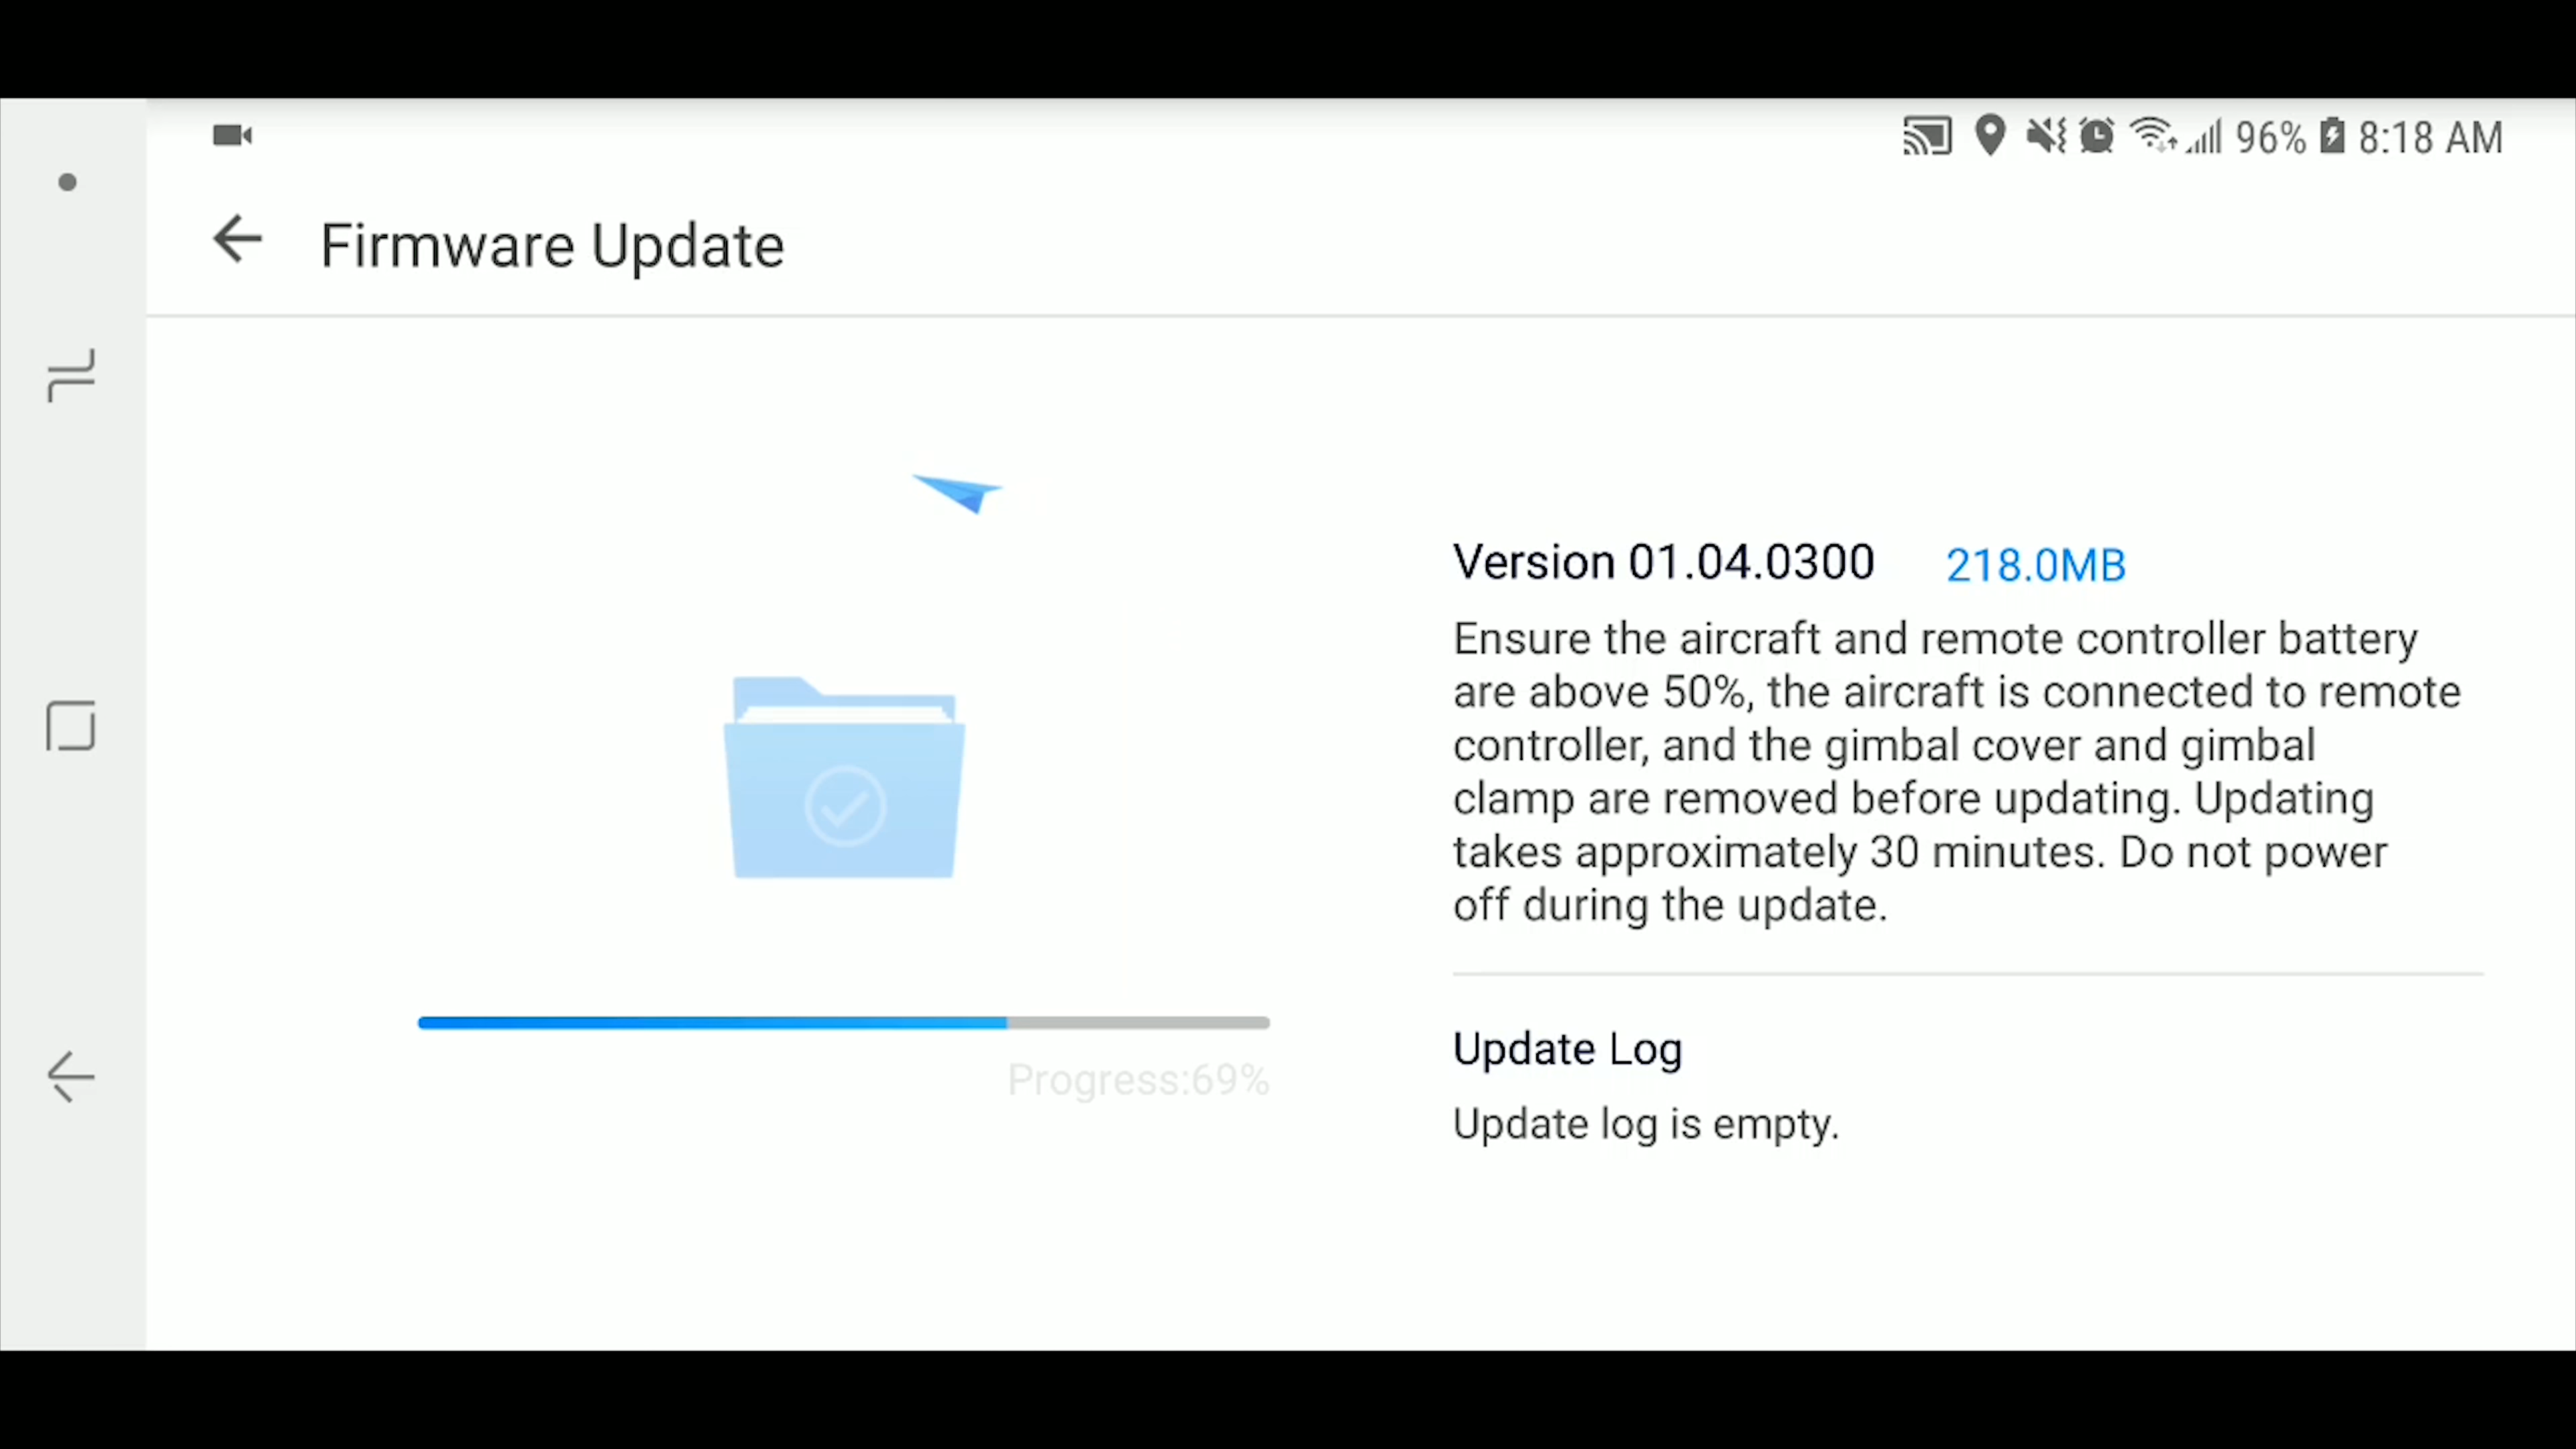 96% 8:18 AM
Firmware Update
Version 01.04.0300 218.0MB
Ensure the aircraft and remote controller battery
are above 50%, the aircraft is connected to remote
controller, and the gimbal cover and gimbal
clamp are removed before updating. Updating
takes approximately 30 minutes. Do not power
off during the update.
Progress:69%
Update Log
Update log is empty.